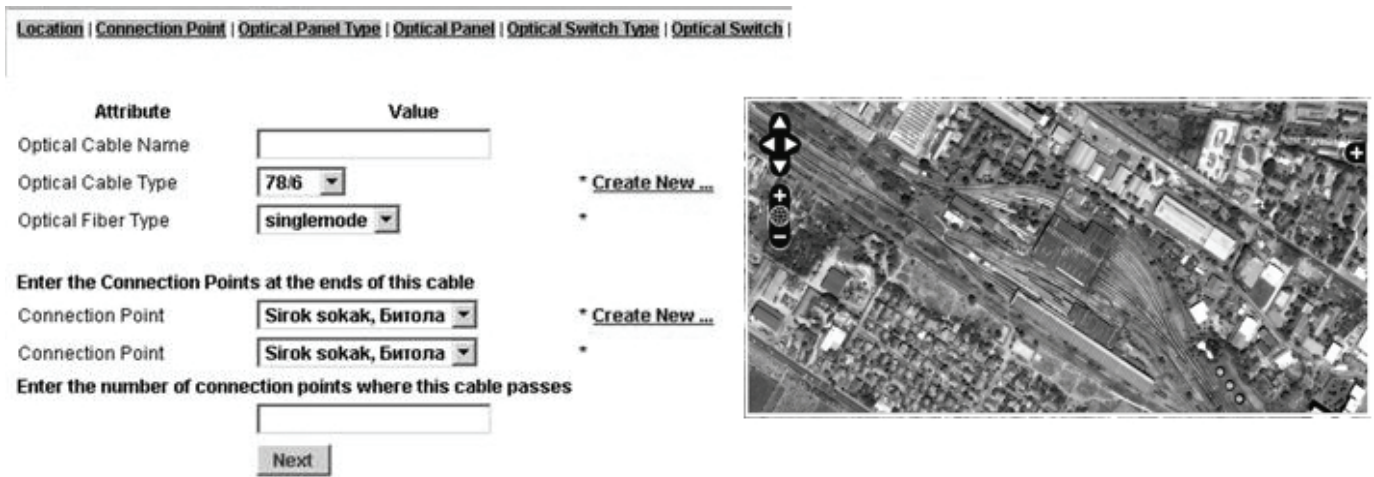 Location | Connection Point | Optical Panel Type | Optical Panel | Optical Switch Type | Optical Switch |
Attribute Value
Optical Cable Name
Optical Cable Type 78/6 * Create New ...
Optical Fiber Type singlemode *
Enter the Connection Points at the ends of this cable
Connection Point Sirok sokak, Битола * Create New ...
Connection Point Sirok sokak, Битола *
Enter the number of connection points where this cable passes
Next